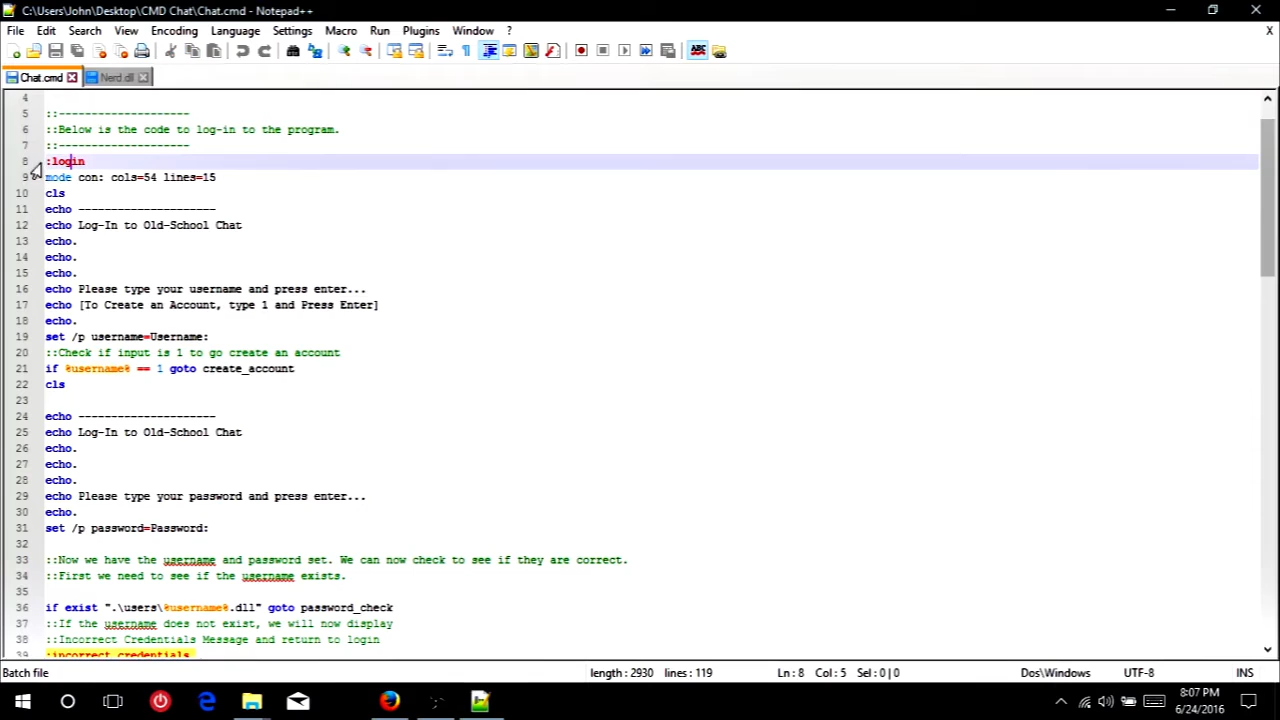 C:\Users\John\Desktop\CMD Chat\Chat.cmd - Notepad++
File Edit Search View Encoding Language Settings Macro Run Plugins Window ? X
ABC
Chat.cmd Nerd.dll
4
5 ::--------------------
6 ::Below is the code to log-in to the program.
7 ::--------------------
8 :login
9 mode con: cols=54 lines=15
10 cls
11 echo ---------------------
12 echo Log-In to Old-School Chat
13 echo.
14 echo.
15 echo.
16 echo Please type your username and press enter...
17 echo [To Create an Account, type 1 and Press Enter]
18 echo.
19 set /p username=Username:
20 ::Check if input is 1 to go create an account
21 if %username% == 1 goto create_account
22 cls
23
24 echo ---------------------
25 echo Log-In to Old-School Chat
26 echo.
27 echo.
28 echo.
29 echo Please type your password and press enter...
30 echo.
31 set /p password=Password:
32
33 ::Now we have the username and password set. We can now check to see if they are correct.
34 ::First we need to see if the username exists.
35
36 if exist ".\users\%username%.dll" goto password_check
37 ::If the username does not exist, we will now display
38 ::Incorrect Credentials Message and return to login
39 :incorrect_credentials
Batch file length : 2930 lines : 119 Ln : 8 Col : 5 Sel : 0 | 0 Dos\Windows UTF-8 INS
8:07 PM
6/24/2016